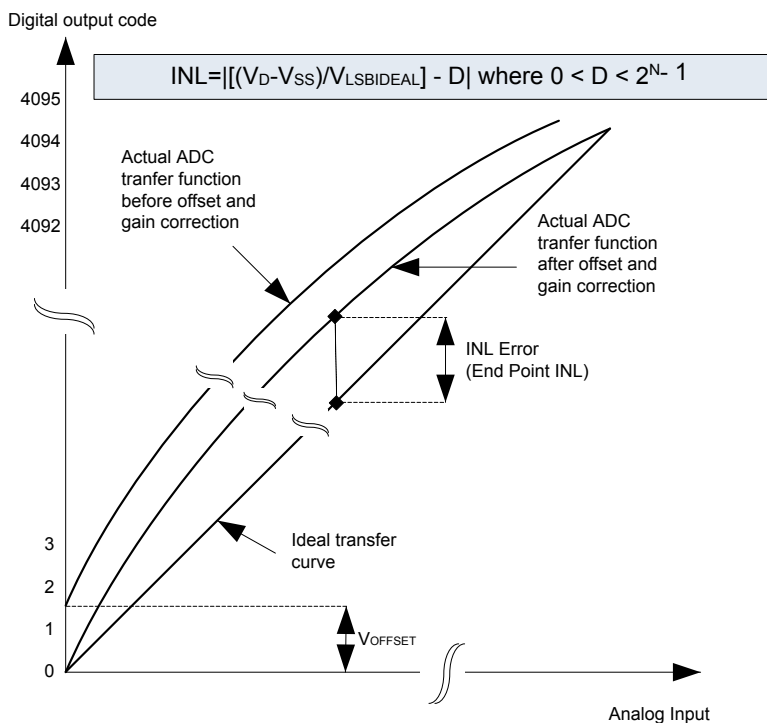 Digital output code
INL=|[(VD-VSS)/VLSBIDEAL] - D| where 0 < D < 2^N - 1
4095
4094
4093
4092
Actual ADC
tranfer function
before offset and
gain correction
Actual ADC
tranfer function
after offset and
gain correction
INL Error
(End Point INL)
Ideal transfer
curve
3
2
1
0
VOFFSET
Analog Input